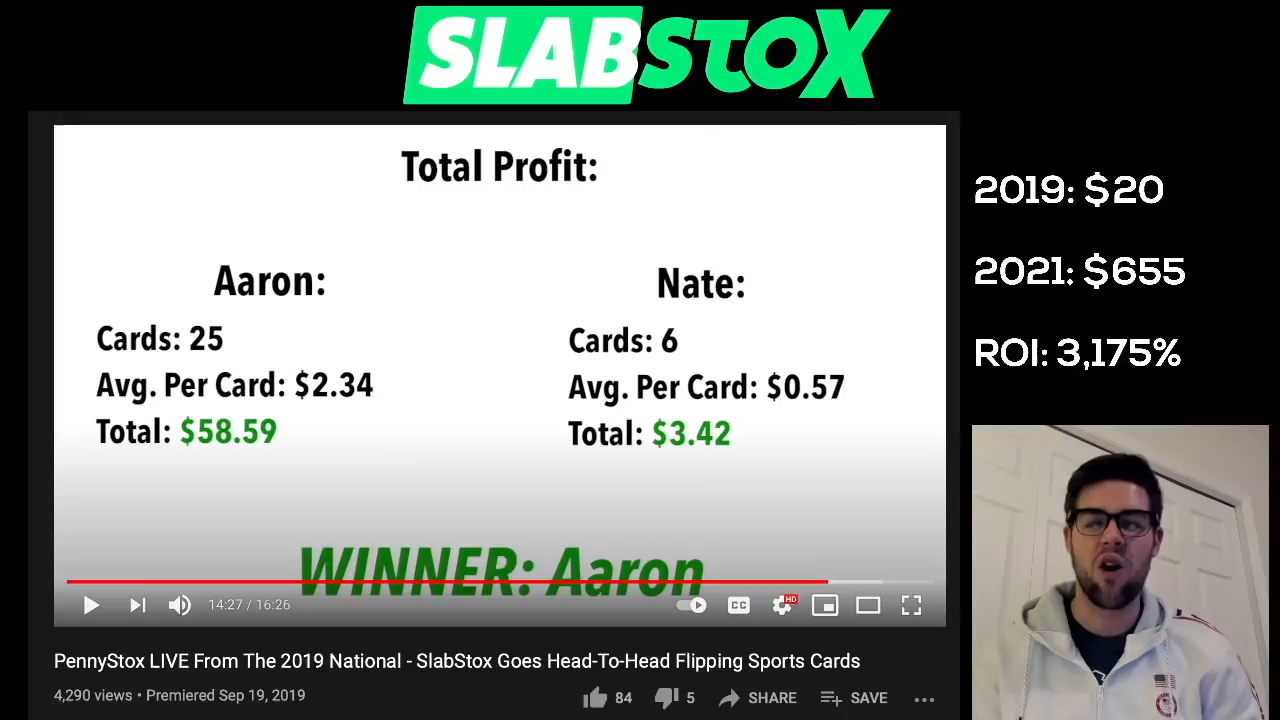 SLABSTOX
Total Profit:
Aaron:
Cards: 25
Avg. Per Card: $2.34
Total: $58.59
Nate:
Cards: 6
Avg. Per Card: $0.57
Total: $3.42
WINNER: Aaron
14:27 / 16:26
CC
HD
PennyStox LIVE From The 2019 National - SlabStox Goes Head-To-Head Flipping Sports Cards
4,290 views • Premiered Sep 19, 2019
84
5
SHARE
SAVE
2019: $20
2021: $655
ROI: 3,175%